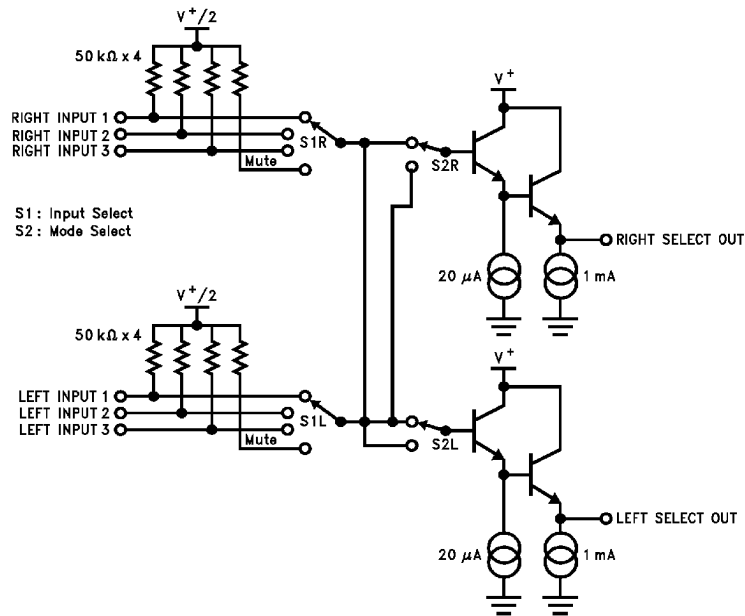 V+/2
50 kΩ x 4
V+
RIGHT INPUT 1
RIGHT INPUT 2
RIGHT INPUT 3
S1R
S2R
Mute
S1 : Input Select
S2 : Mode Select
RIGHT SELECT OUT
20 μA
1 mA
V+/2
50 kΩ x 4
V+
LEFT INPUT 1
LEFT INPUT 2
LEFT INPUT 3
S1L
S2L
Mute
LEFT SELECT OUT
20 μA
1 mA